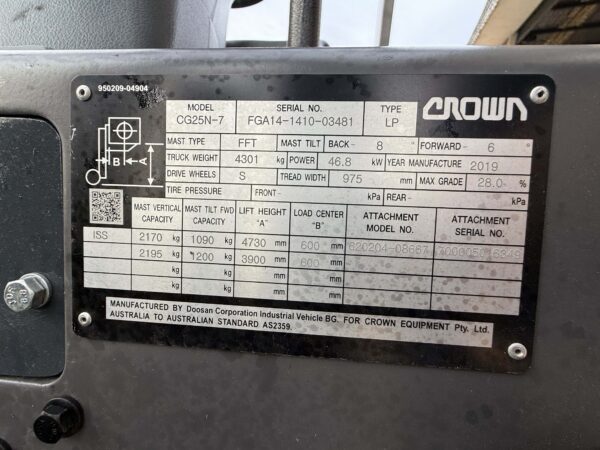 950209-04904
MODEL SERIAL NO. TYPE
CG25N-7 FGA14-1410-03481 LP
CROWN
MAST TYPE FFT MAST TILT BACK- 8 ° FORWARD- 6 °
TRUCK WEIGHT 4301 kg POWER 46.8 kW YEAR MANUFACTURE 2019
DRIVE WHEELS S TREAD WIDTH 975 mm MAX GRADE 28.0- %
TIRE PRESSURE FRONT- kPa REAR- kPa
B A
MAST VERTICAL CAPACITY MAST TILT FWD CAPACITY LIFT HEIGHT "A" LOAD CENTER "B" ATTACHMENT MODEL NO. ATTACHMENT SERIAL NO.
ISS 2170 kg 1090 kg 4730 mm 600 mm
2195 kg 1200 kg 3900 mm 600 mm
kg kg mm mm
kg kg mm mm
MANUFACTURED BY Doosan Corporation Industrial Vehicle BG. FOR CROWN EQUIPMENT Pty. Ltd.
AUSTRALIA TO AUSTRALIAN STANDARD AS2359.